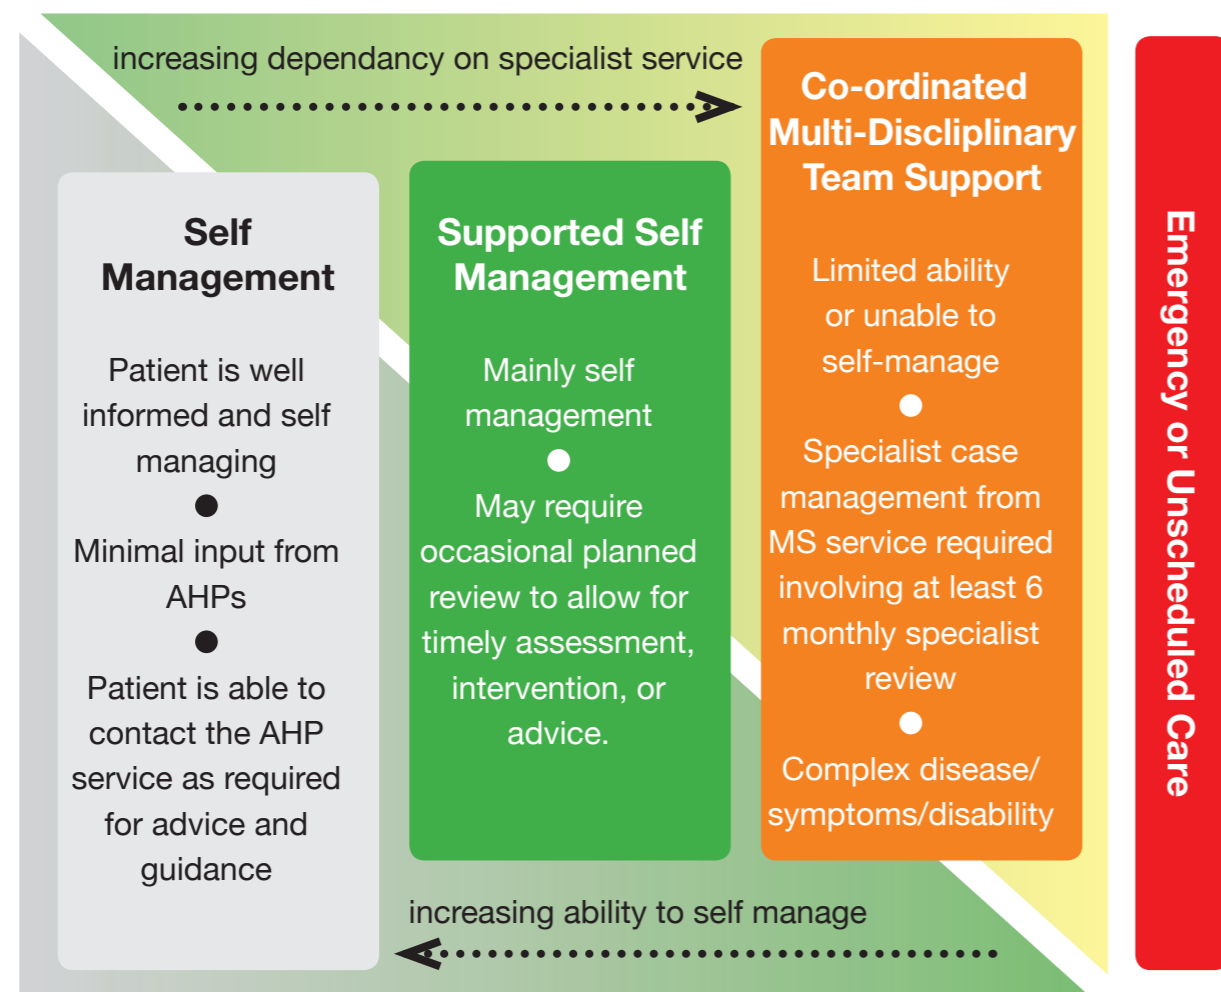 increasing dependancy on specialist service
Self
Management
Patient is well
informed and self
managing
●
Minimal input from
AHPs
●
Patient is able to
contact the AHP
service as required
for advice and
guidance
Supported Self
Management
Mainly self
management
●
May require
occasional planned
review to allow for
timely assessment,
intervention, or
advice.
Co-ordinated
Multi-Discliplinary
Team Support
Limited ability
or unable to
self-manage
●
Specialist case
management from
MS service required
involving at least 6
monthly specialist
review
●
Complex disease/
symptoms/disability
Emergency or Unscheduled Care
increasing ability to self manage